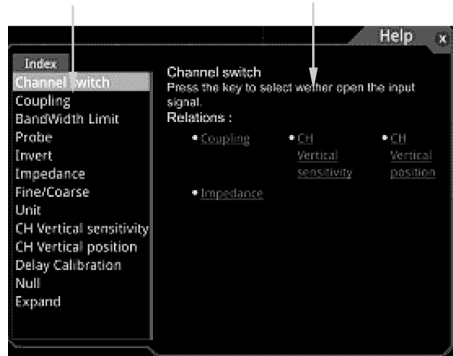 Help x
Index
Channel switch
Coupling
BandWidth Limit
Probe
Invert
Impedance
Fine/Coarse
Unit
CH Vertical sensitivity
CH Vertical position
Delay Calibration
Null
Expand
Channel switch
Press the key to select wether open the input
signal.
Relations :
• Coupling • CH • CH
Vertical Vertical
sensitivity position
• Impedance